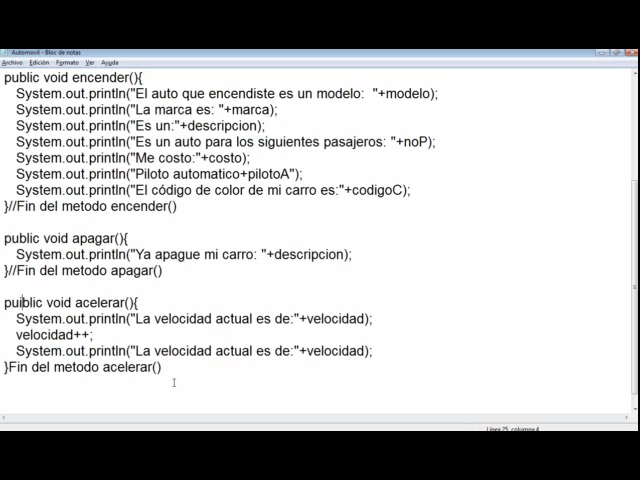 Automovil - Bloc de notas
Archivo Edición Formato Ver Ayuda
public void encender(){
System.out.println("El auto que encendiste es un modelo:  "+modelo);
System.out.println("La marca es: "+marca);
System.out.println("Es un:"+descripcion);
System.out.println("Es un auto para los siguientes pasajeros: "+noP);
System.out.println("Me costo:"+costo);
System.out.println("Piloto automatico+pilotoA");
System.out.println("El código de color de mi carro es:"+codigoC);
}//Fin del metodo encender()
public void apagar(){
System.out.println("Ya apague mi carro: "+descripcion);
}//Fin del metodo apagar()
puiblic void acelerar(){
System.out.println("La velocidad actual es de:"+velocidad);
velocidad++;
System.out.println("La velocidad actual es de:"+velocidad);
}Fin del metodo acelerar()
Línea 25, columna 4